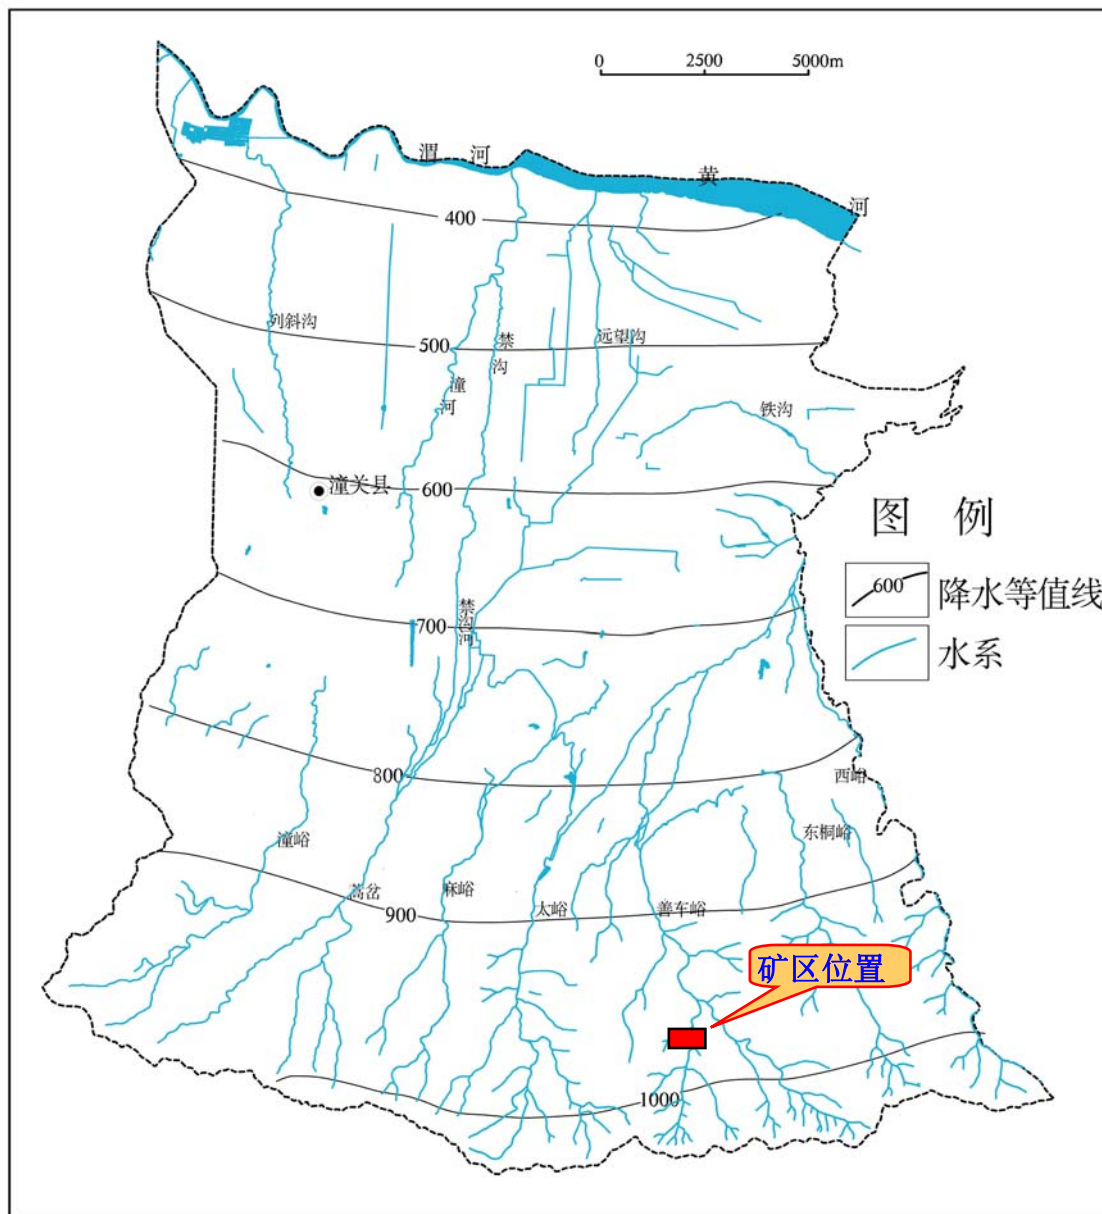 0 2500 5000m
渭河
黄河
400
列斜沟
500
禁沟
远望沟
潼河
铁沟
潼关县
600
图 例
600
降水等值线
水系
禁沟河
700
800
西峪
潼峪
东桐峪
蒿岔
麻峪
900
太峪
善车峪
矿区位置
1000